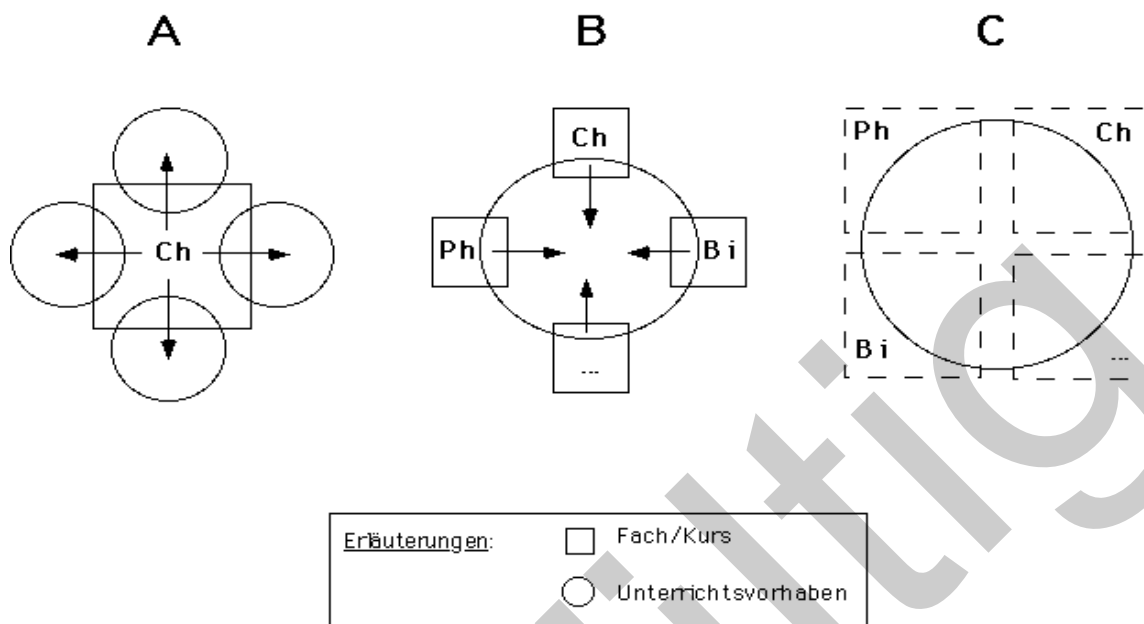 A
B
C
Ch
Ch
Ph
Bi
...
Ph
Ch
Bi
...
Erläuterungen:
Fach/Kurs
Unterrichtsvorhaben